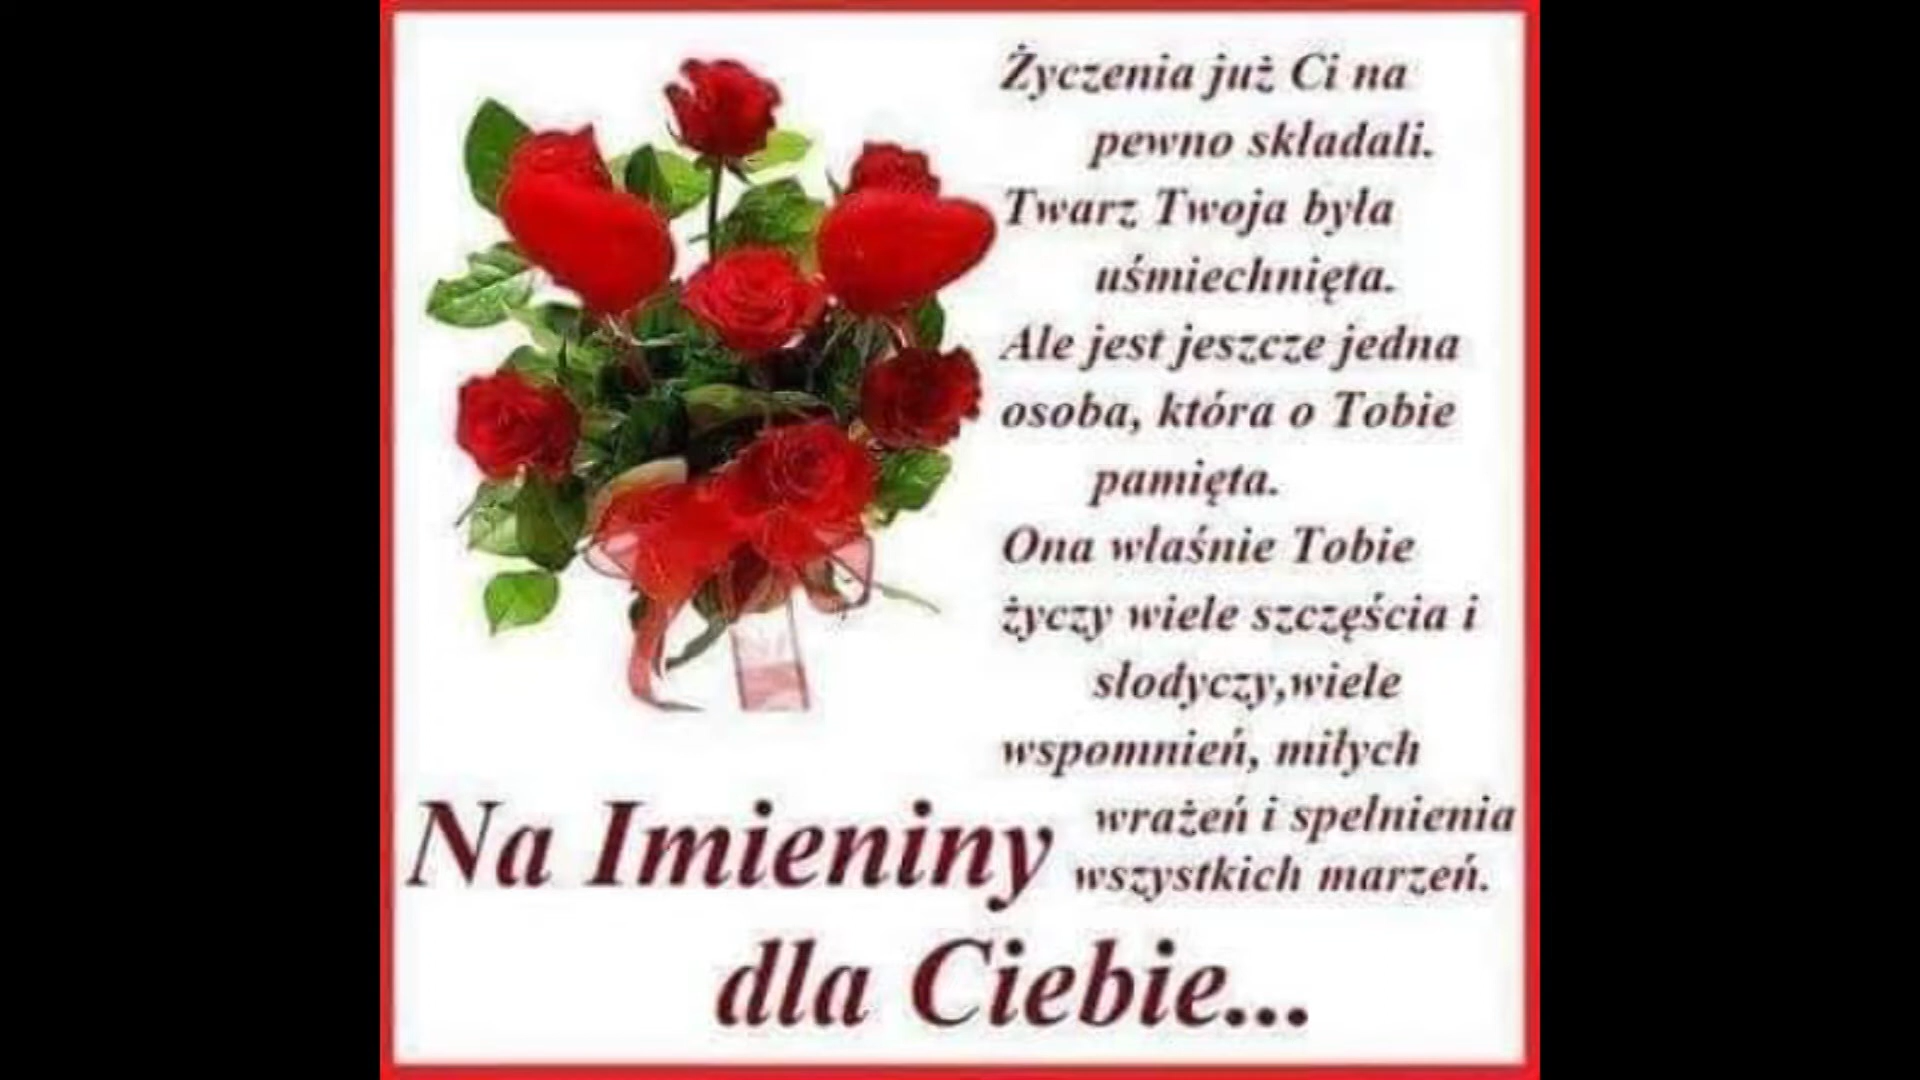 Życzenia już Ci na
pewno składali.
Twarz Twoja była
uśmiechnięta.
Ale jest jeszcze jedna
osoba, która o Tobie
pamięta.
Ona właśnie Tobie
życzy wiele szczęścia i
słodyczy,wiele
wspomnień, miłych
wrażeń i spełnienia
wszystkich marzeń.
Na Imieniny
dla Ciebie...